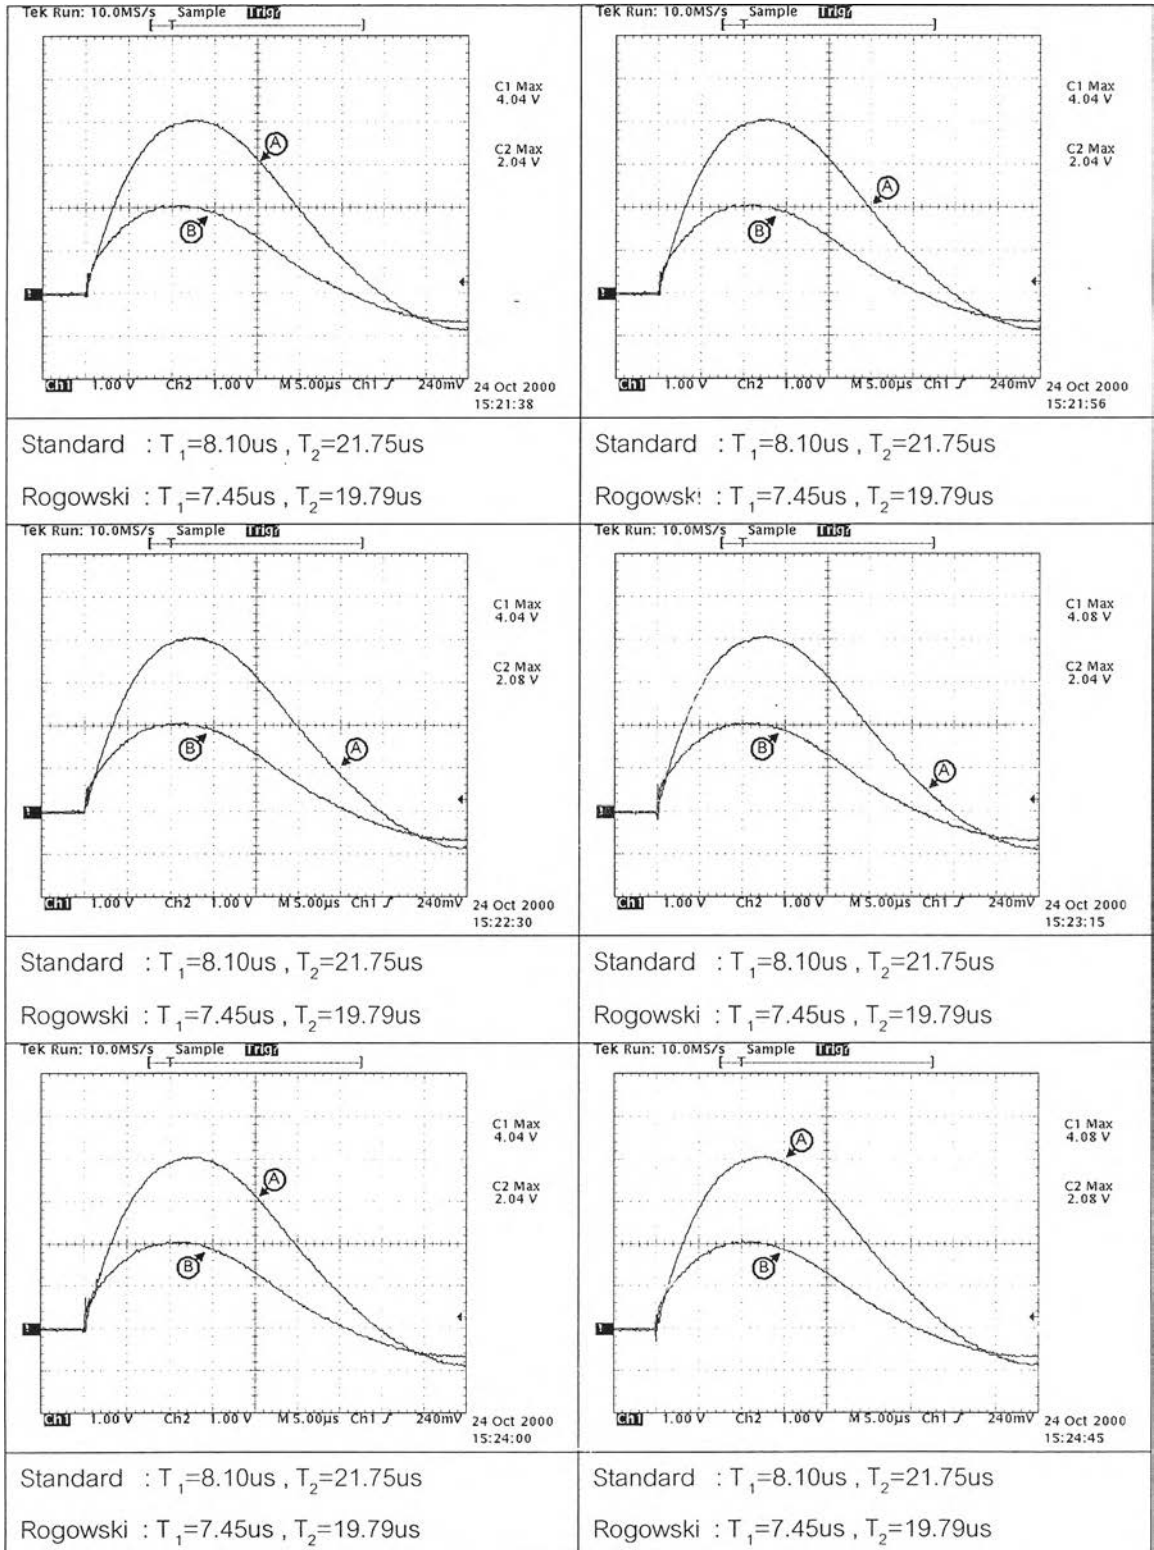 Tek Run: 10.0MS/s Sample Trig?
C1 Max
4.04 V
C2 Max
2.04 V
A
B
1
Ch1 1.00 V Ch2 1.00 V M 5.00µs Ch1 ⌐ 240mV
24 Oct 2000
15:21:38
Tek Run: 10.0MS/s Sample Trig?
C1 Max
4.04 V
C2 Max
2.04 V
A
B
1
Ch1 1.00 V Ch2 1.00 V M 5.00µs Ch1 ⌐ 240mV
24 Oct 2000
15:21:56
Standard : T1=8.10us , T2=21.75us
Rogowski : T1=7.45us , T2=19.79us
Standard : T1=8.10us , T2=21.75us
Rogowski : T1=7.45us , T2=19.79us
Tek Run: 10.0MS/s Sample Trig?
C1 Max
4.04 V
C2 Max
2.08 V
A
B
1
Ch1 1.00 V Ch2 1.00 V M 5.00µs Ch1 ⌐ 240mV
24 Oct 2000
15:22:30
Tek Run: 10.0MS/s Sample Trig?
C1 Max
4.08 V
C2 Max
2.04 V
A
B
Ch1 1.00 V Ch2 1.00 V M 5.00µs Ch1 ⌐ 240mV
24 Oct 2000
15:23:15
Standard : T1=8.10us , T2=21.75us
Rogowski : T1=7.45us , T2=19.79us
Standard : T1=8.10us , T2=21.75us
Rogowski : T1=7.45us , T2=19.79us
Tek Run: 10.0MS/s Sample Trig?
C1 Max
4.04 V
C2 Max
2.04 V
A
B
1
Ch1 1.00 V Ch2 1.00 V M 5.00µs Ch1 ⌐ 240mV
24 Oct 2000
15:24:00
Tek Run: 10.0MS/s Sample Trig?
C1 Max
4.08 V
C2 Max
2.08 V
A
B
1
Ch1 1.00 V Ch2 1.00 V M 5.00µs Ch1 ⌐ 240mV
24 Oct 2000
15:24:45
Standard : T1=8.10us , T2=21.75us
Rogowski : T1=7.45us , T2=19.79us
Standard : T1=8.10us , T2=21.75us
Rogowski : T1=7.45us , T2=19.79us